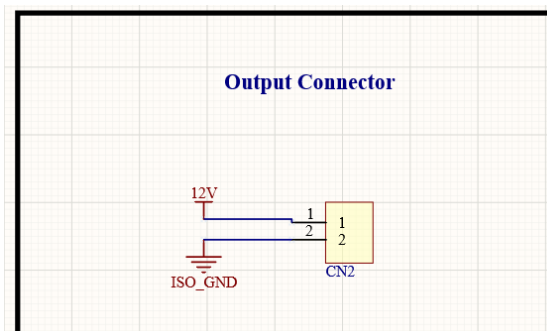 Output Connector
12V
1 1
2 2
ISO_GND
CN2